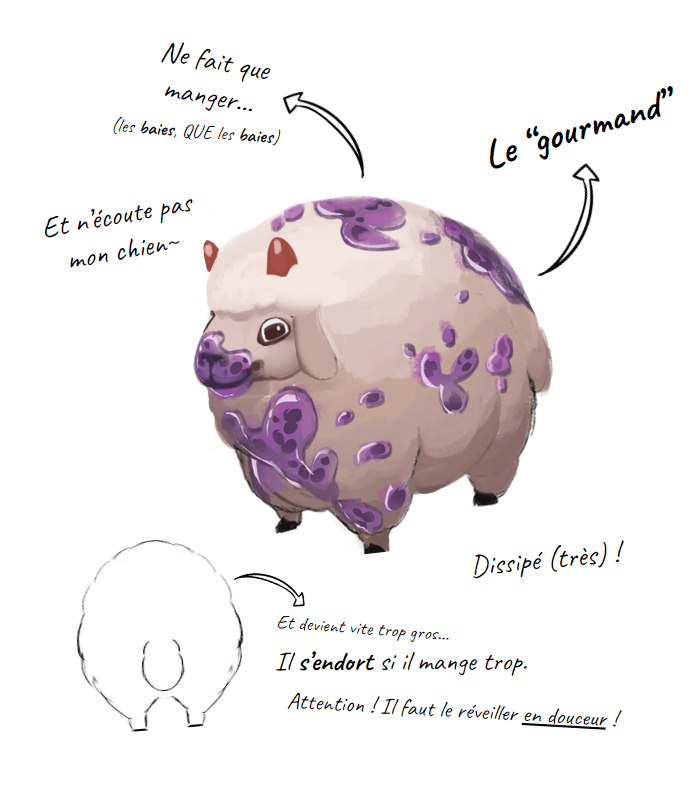 Ne fait que
manger...
(les baies, QUE les baies)
Le “gourmand”
Et n’écoute pas
mon chien~
Dissipé (très) !
Et devient vite trop gros...
Il s’endort si il mange trop.
Attention ! Il faut le réveiller en douceur !